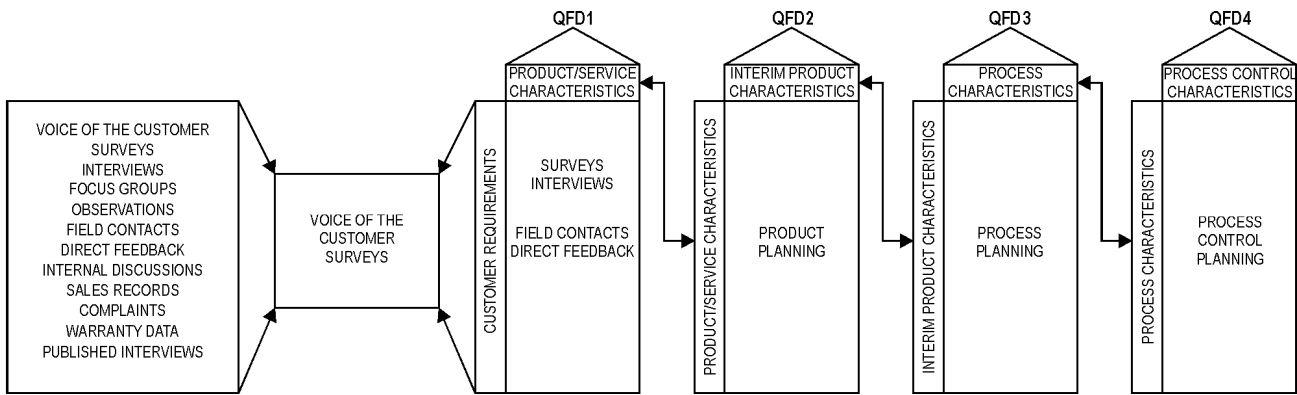 QFD1
QFD2
QFD3
QFD4
PRODUCT/SERVICE
CHARACTERISTICS
INTERIM PRODUCT
CHARACTERISTICS
PROCESS
CHARACTERISTICS
PROCESS CONTROL
CHARACTERISTICS
VOICE OF THE CUSTOMER
SURVEYS
INTERVIEWS
FOCUS GROUPS
OBSERVATIONS
FIELD CONTACTS
DIRECT FEEDBACK
INTERNAL DISCUSSIONS
SALES RECORDS
COMPLAINTS
WARRANTY DATA
PUBLISHED INTERVIEWS
VOICE OF THE
CUSTOMER
SURVEYS
CUSTOMER REQUIREMENTS
SURVEYS
INTERVIEWS
FIELD CONTACTS
DIRECT FEEDBACK
PRODUCT/SERVICE CHARACTERISTICS
PRODUCT
PLANNING
INTERIM PRODUCT CHARACTERISTICS
PROCESS
PLANNING
PROCESS CHARACTERISTICS
PROCESS
CONTROL
PLANNING